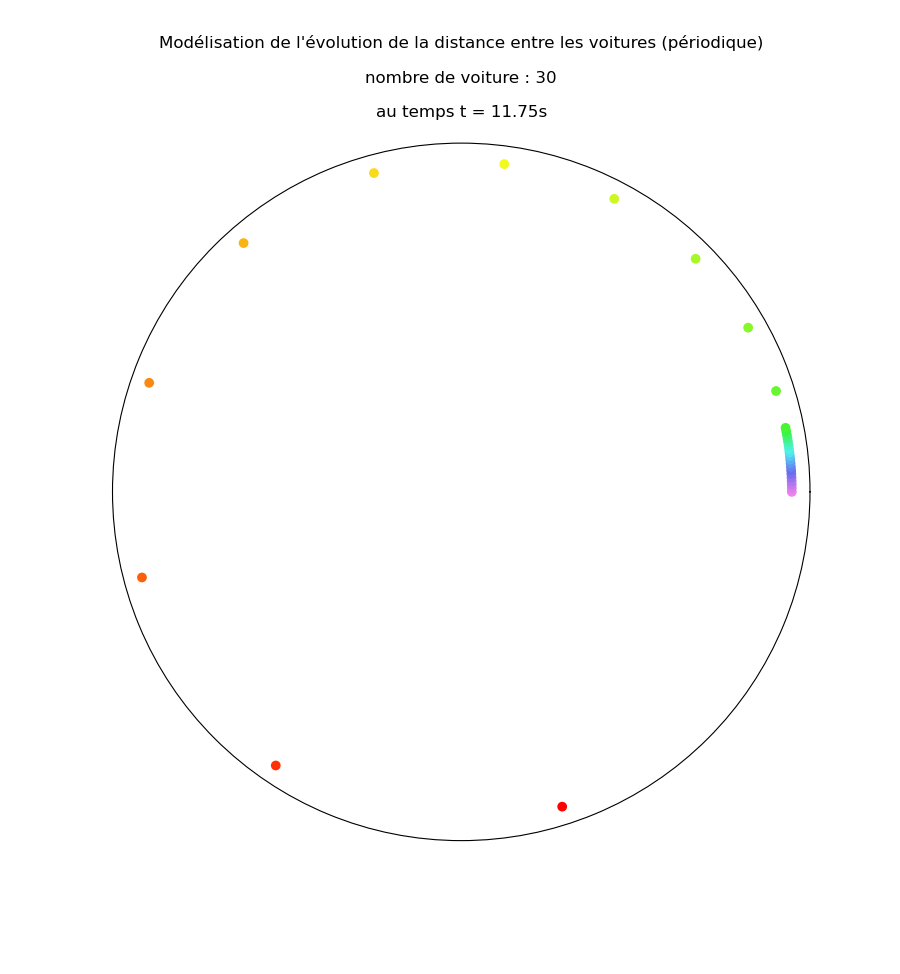 Modélisation de l'évolution de la distance entre les voitures (périodique)
nombre de voiture : 30
au temps t = 11.75s